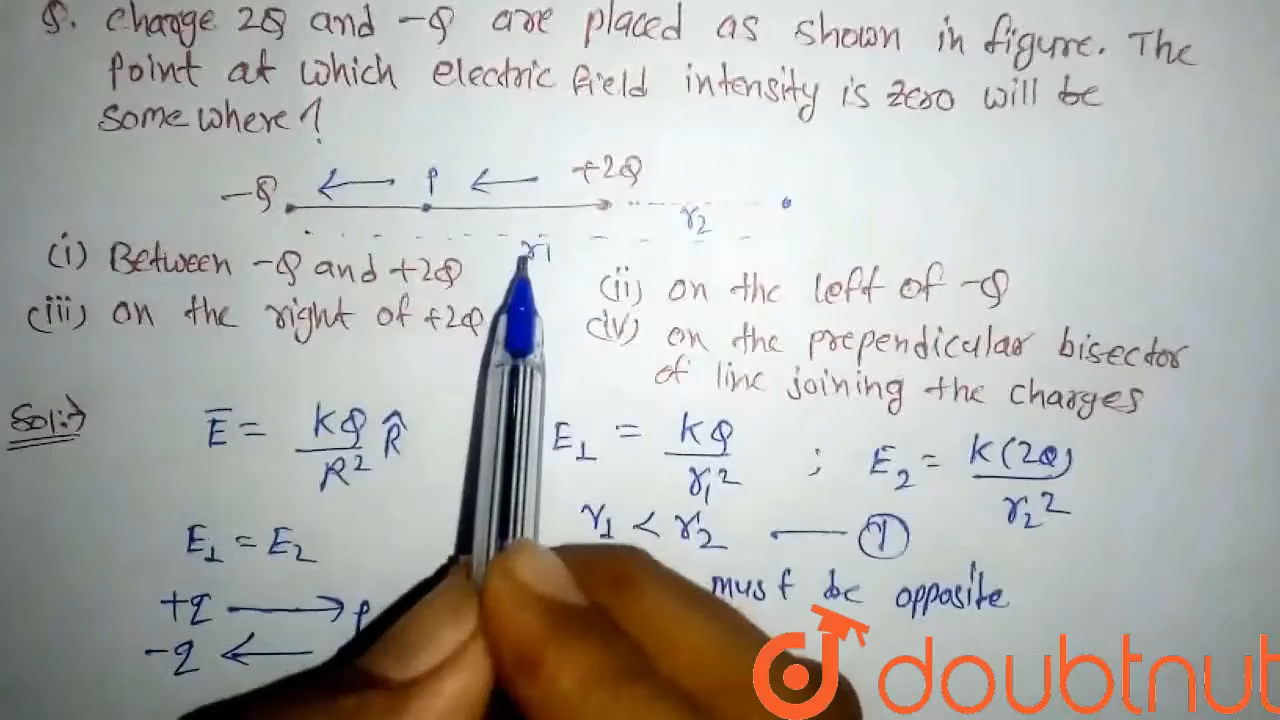 Q. Charge 2Q and -Q are placed as shown in figure. The
Point at which electric field intensity is zero will be
somewhere?
-Q P +2Q
r2
r1
(i) Between -Q and +2Q (ii) on the left of -Q
(iii) on the right of +2Q (iv) on the prependicular bisector
of line joining the charges
Sol:→
E̅ = KQ/R² R̂ E1 = KQ/r1² ; E2 = K(2Q)/r2²
E1 = E2 r1 < r2 — (1)
+q → P must be opposite
-q ←
doubtnut